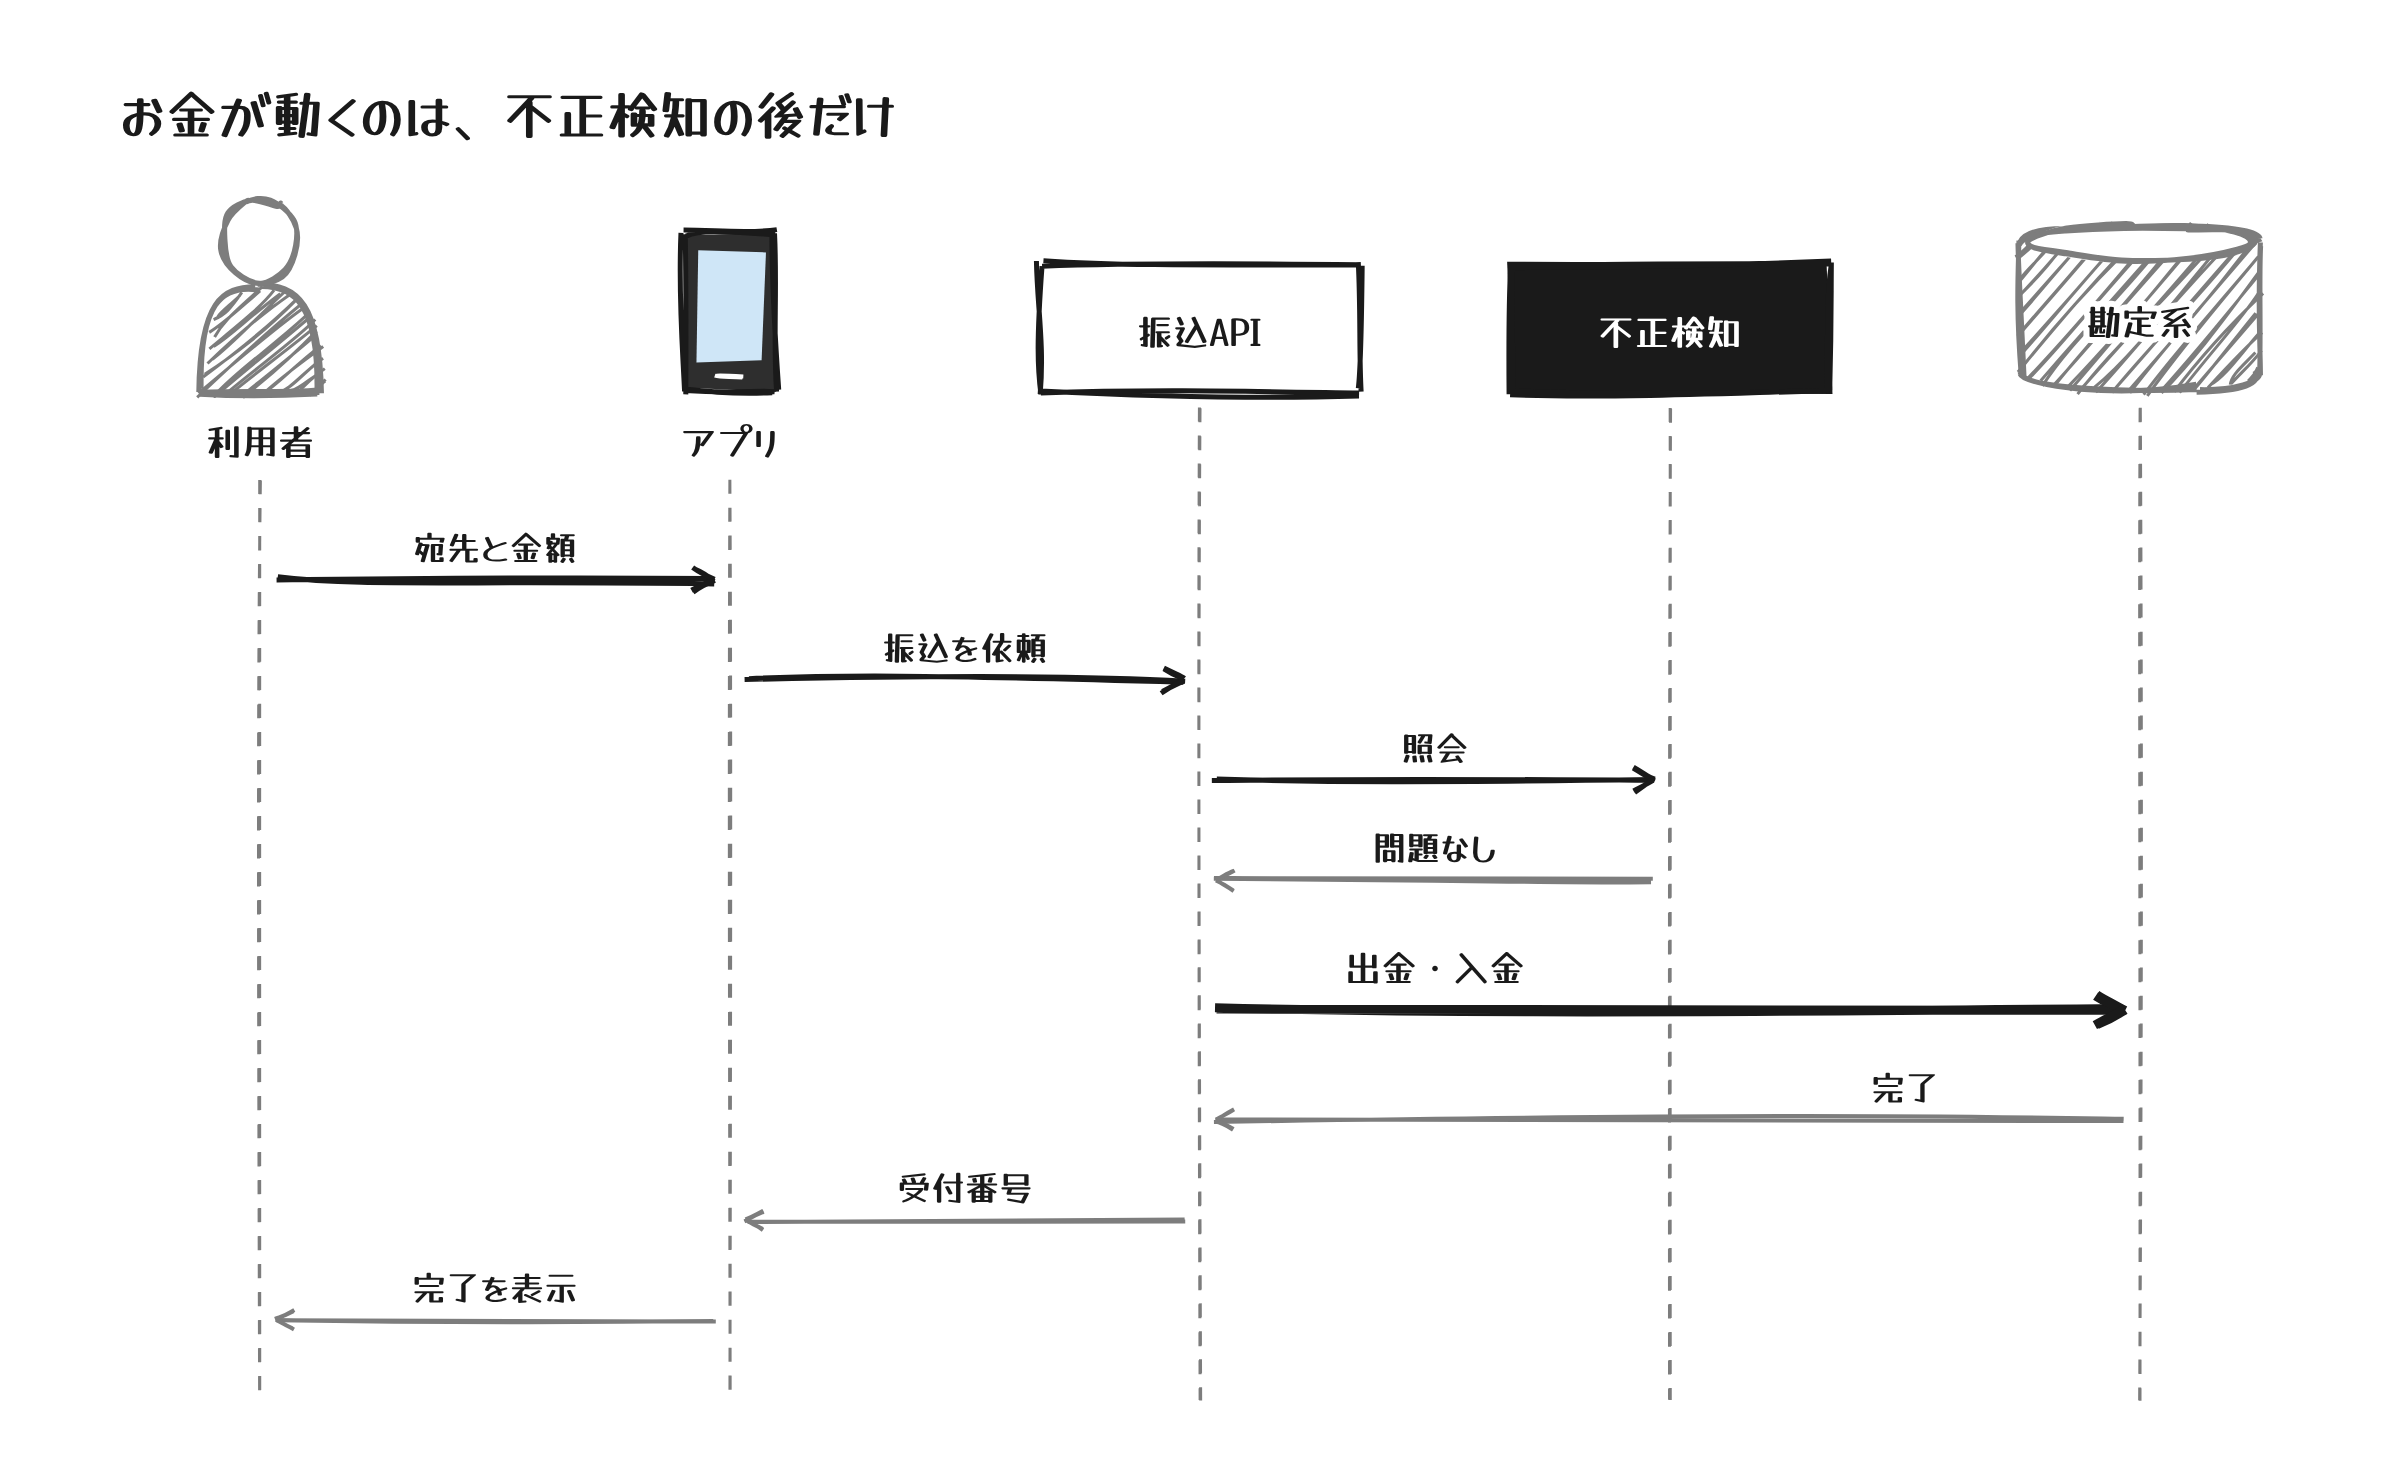 お金が動くのは、不正検知の後だけ
振込API
不正検知
勘定系
利用者
アプリ
宛先と金額
振込を依頼
照会
問題なし
出金・入金
完了
受付番号
完了を表示